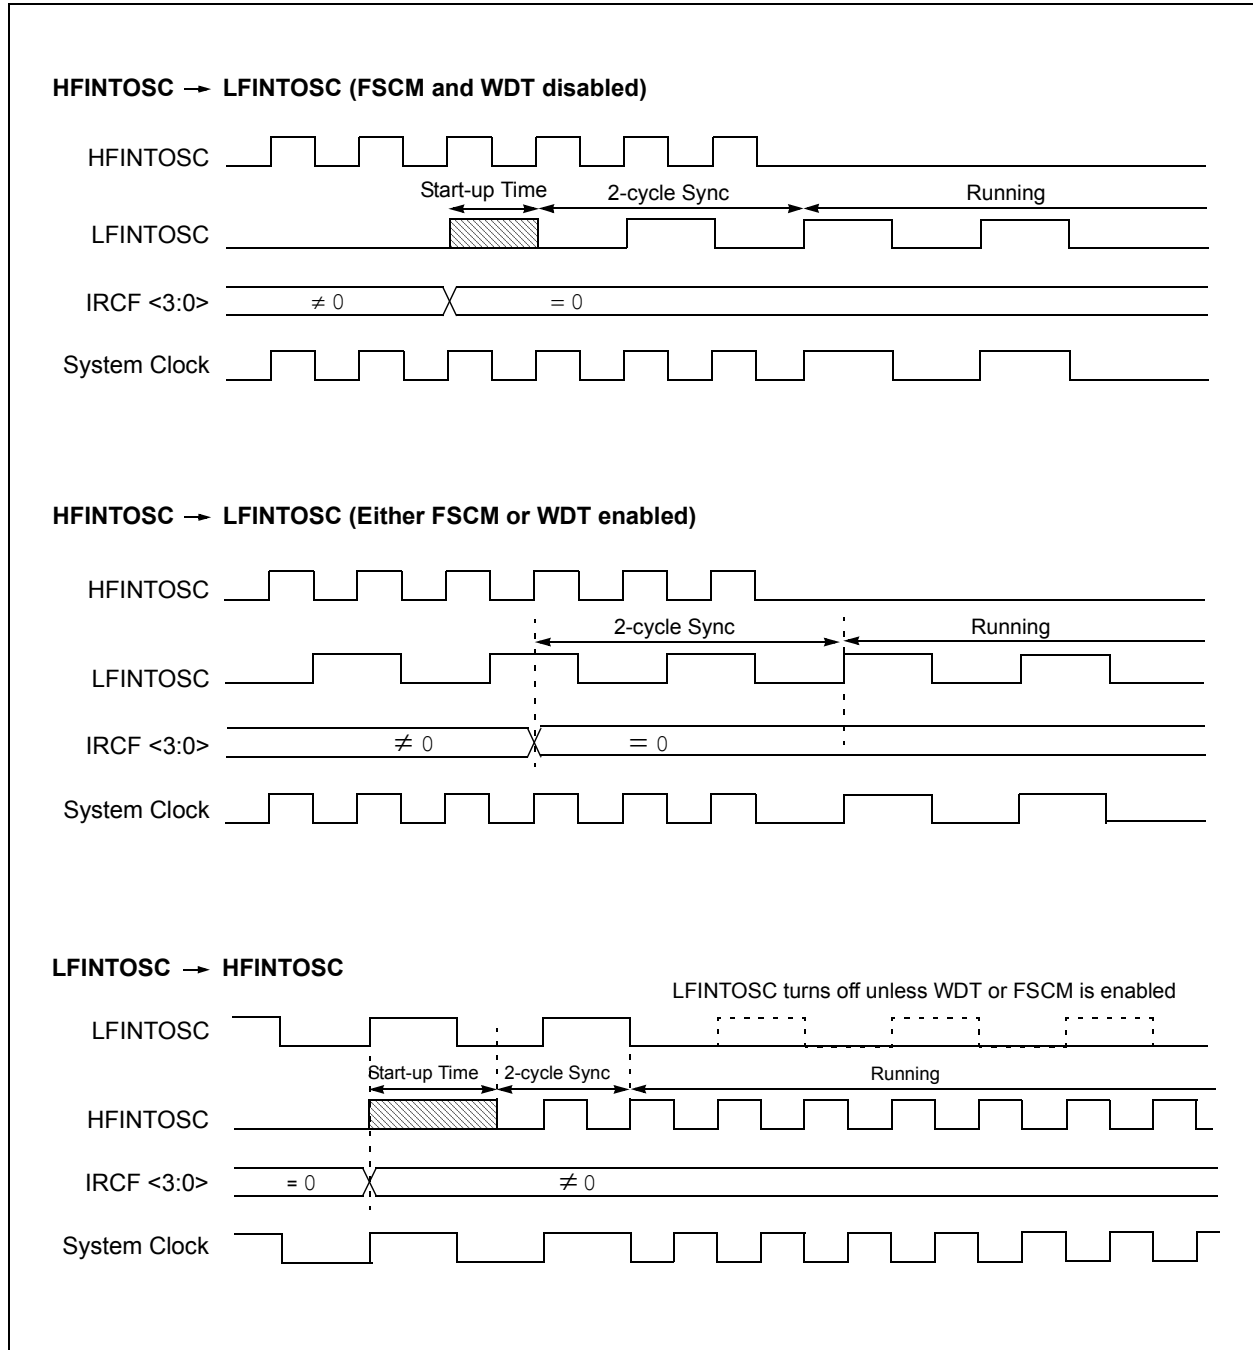 HFINTOSC → LFINTOSC (FSCM and WDT disabled)
HFINTOSC
Start-up Time 2-cycle Sync Running
LFINTOSC
IRCF <3:0> ≠ 0 = 0
System Clock
HFINTOSC → LFINTOSC (Either FSCM or WDT enabled)
HFINTOSC
2-cycle Sync Running
LFINTOSC
IRCF <3:0> ≠ 0 = 0
System Clock
LFINTOSC → HFINTOSC
LFINTOSC turns off unless WDT or FSCM is enabled
LFINTOSC
Start-up Time 2-cycle Sync Running
HFINTOSC
IRCF <3:0> = 0 ≠ 0
System Clock